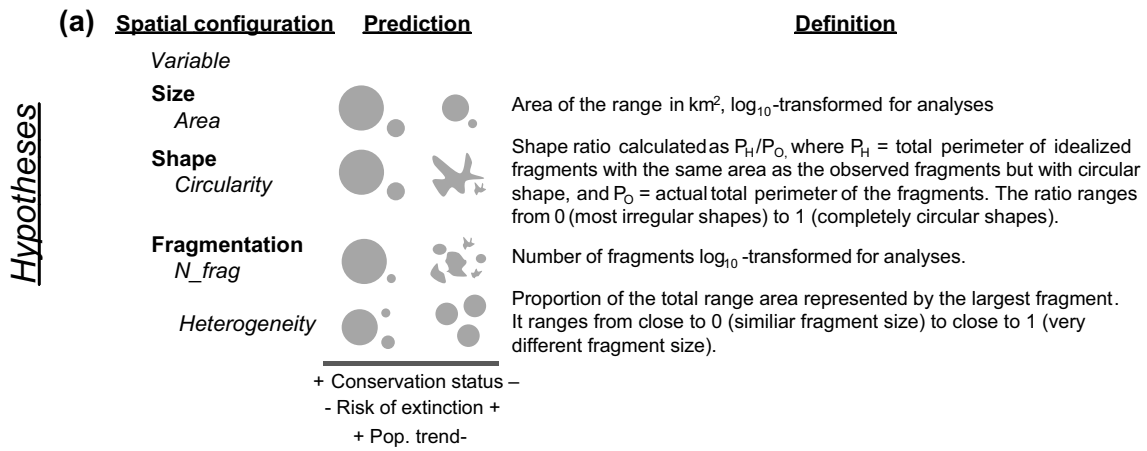 (a) Spatial configuration Prediction Definition
Hypotheses
Variable
Size
Area
Area of the range in km², log₁₀-transformed for analyses
Shape
Circularity
Shape ratio calculated as P_H/P_O, where P_H = total perimeter of idealized
fragments with the same area as the observed fragments but with circular
shape, and P_O = actual total perimeter of the fragments. The ratio ranges
from 0 (most irregular shapes) to 1 (completely circular shapes).
Fragmentation
N_frag
Number of fragments log₁₀ -transformed for analyses.
Heterogeneity
Proportion of the total range area represented by the largest fragment.
It ranges from close to 0 (similiar fragment size) to close to 1 (very
different fragment size).
+ Conservation status –
- Risk of extinction +
+ Pop. trend-